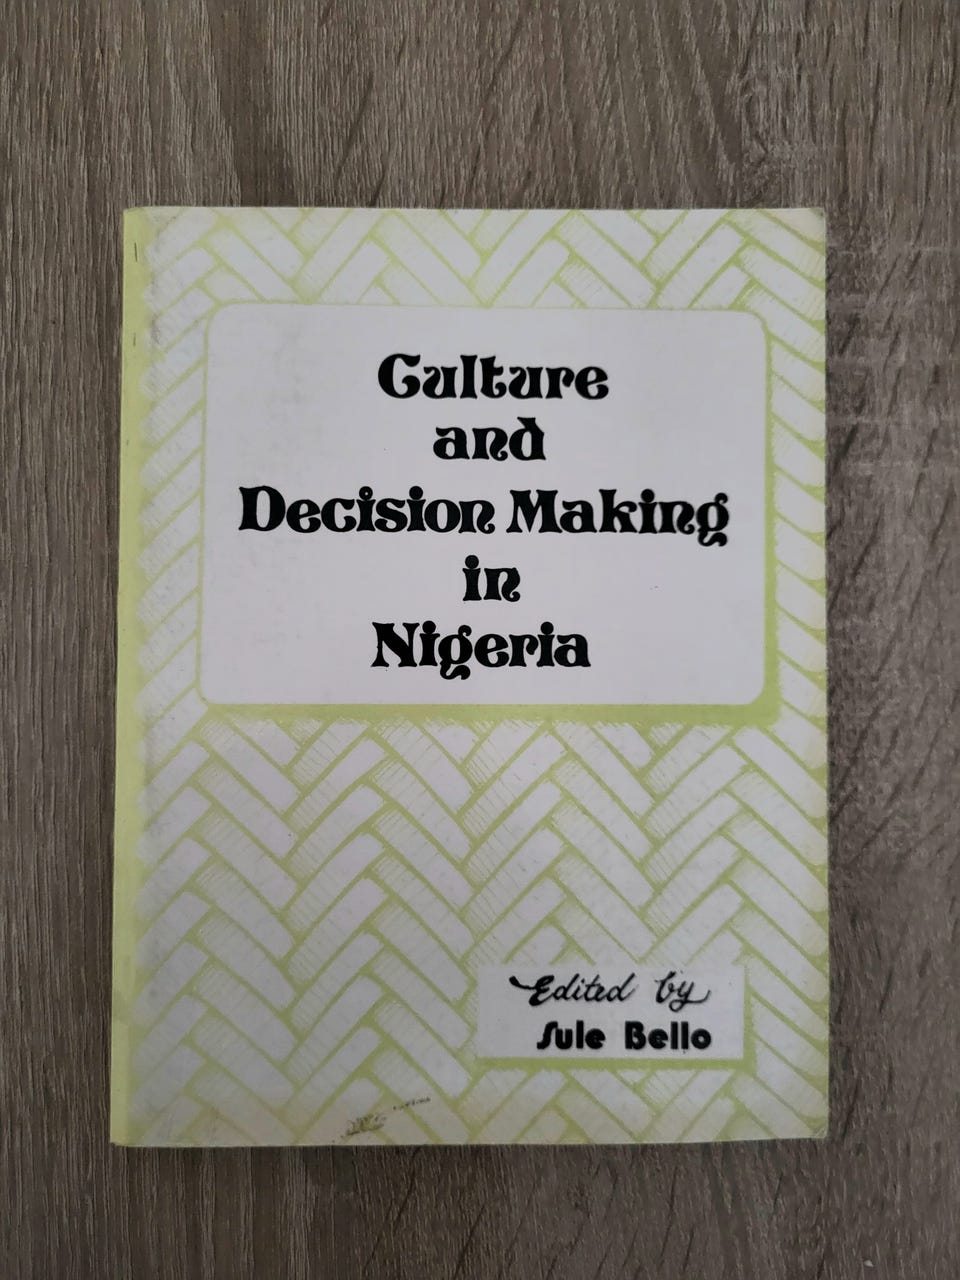 Culture
and
Decision Making
in
Nigeria
Edited by
Sule Bello